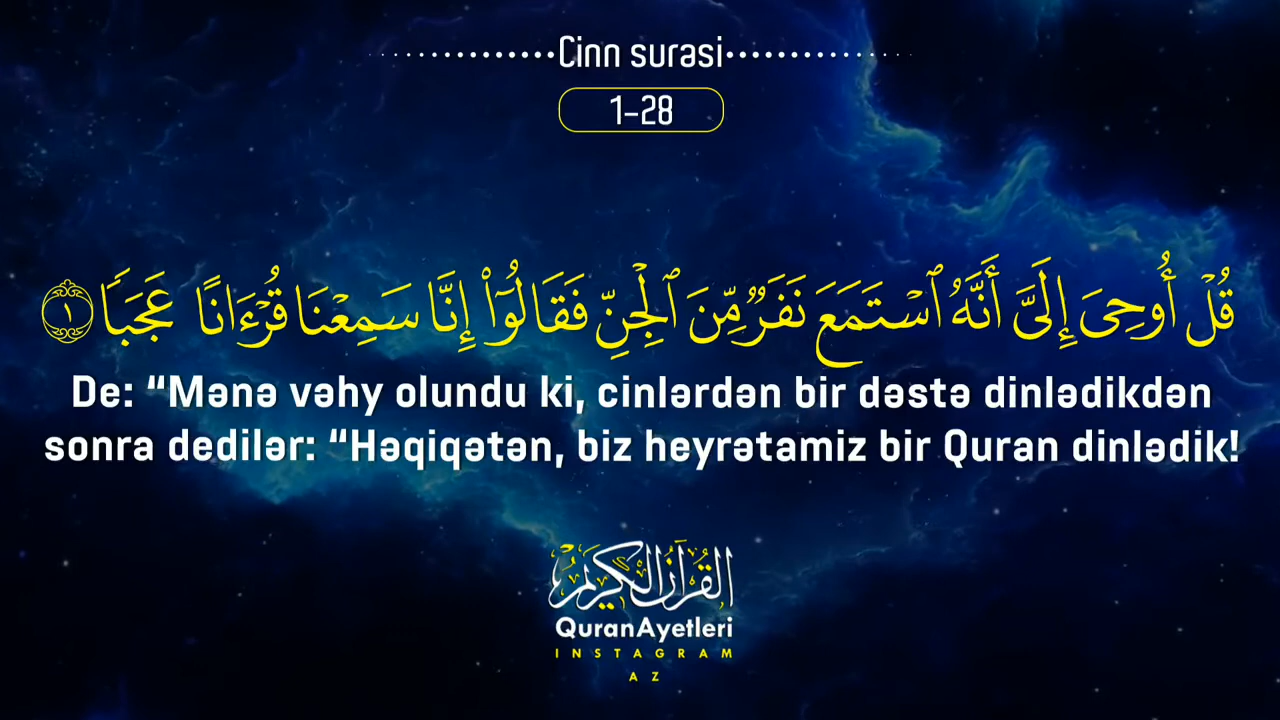 Cinn surasi
1-28
قُلْ أُوحِىَ إِلَىَّ أَنَّهُ ٱسْتَمَعَ نَفَرٌ مِّنَ ٱلْجِنِّ فَقَالُوٓا۟ إِنَّا سَمِعْنَا قُرْءَانًا عَجَبًا ١
De: “Mənə vəhy olundu ki, cinlərdən bir dəstə dinlədikdən
sonra dedilər: “Həqiqətən, biz heyrətamiz bir Quran dinlədik!
القرآن الكريم
QuranAyetleri
INSTAGRAM
AZ